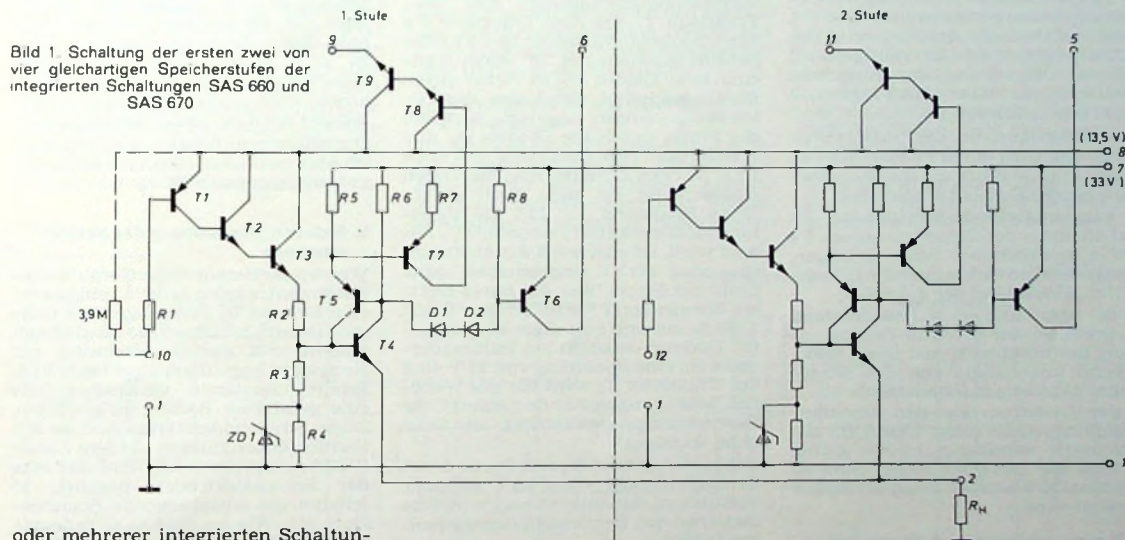 1. Stufe
2. Stufe
Bild 1. Schaltung der ersten zwei von
vier gleichartigen Speicherstufen der
integrierten Schaltungen SAS 660 und
SAS 670
9
6
11
5
T9
T8
(13,5 V)
8
7
(33 V)
T1
R5
R6
R7
R8
T2
T7
T3
T5
D1
D2
T6
3,9 M
R1
R2
T4
10
12
R3
1
1
ZD1
R4
1
2
RH
oder mehrerer integrierten Schaltun-